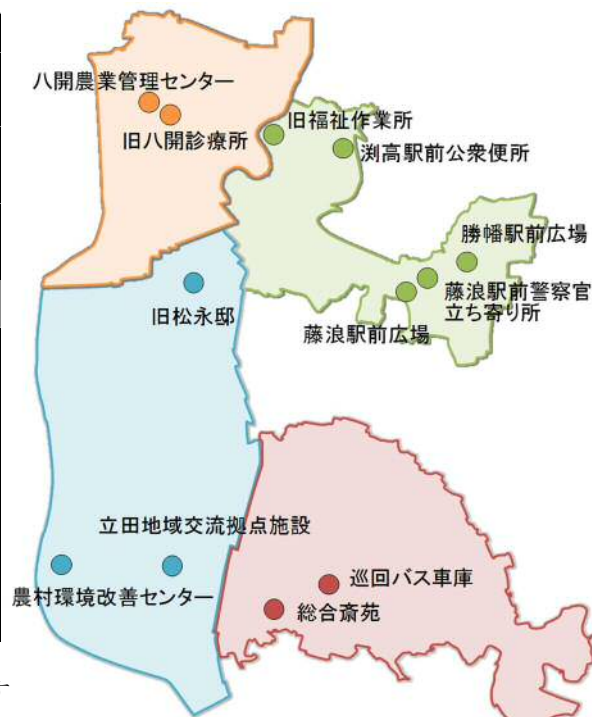 八開農業管理センター
旧八開診療所
旧福祉作業所
渕高駅前公衆便所
勝幡駅前広場
藤浪駅前警察官
立ち寄り所
藤浪駅前広場
旧松永邸
立田地域交流拠点施設
農村環境改善センター
巡回バス車庫
総合斎苑